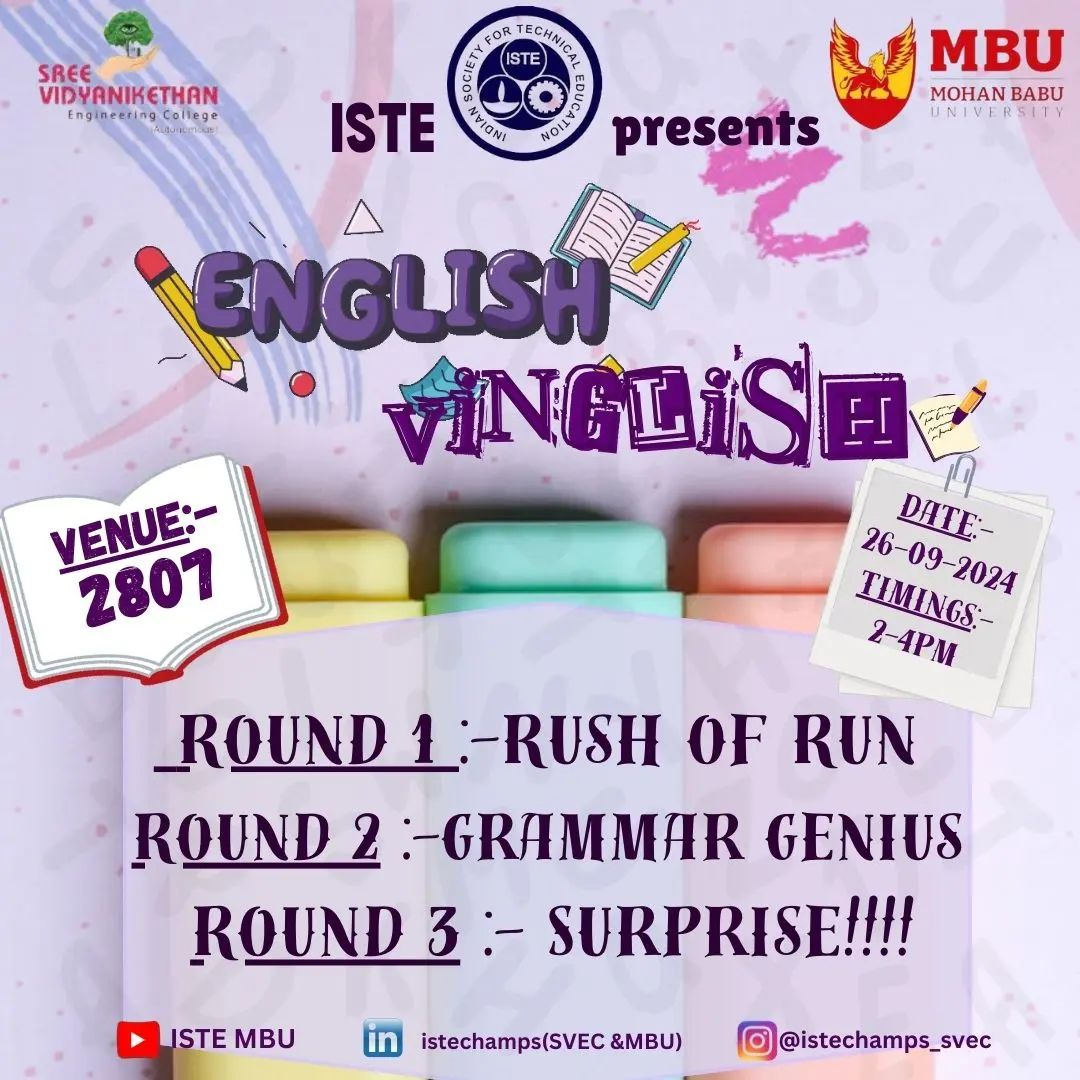 SREE
VIDYANIKETHAN
Engineering College
(Autonomous)
ISTE
INDIAN SOCIETY FOR TECHNICAL EDUCATION
ISTE
presents
MBU
MOHAN BABU
UNIVERSITY
ENGLISH
ViNGLiSH
VENUE:-
2807
DATE:-
26-09-2024
TIMINGS:-
2-4PM
ROUND 1 :-RUSH OF RUN
ROUND 2 :-GRAMMAR GENIUS
ROUND 3 :- SURPRISE!!!!
ISTE MBU
in
istechamps(SVEC &MBU)
@istechamps_svec